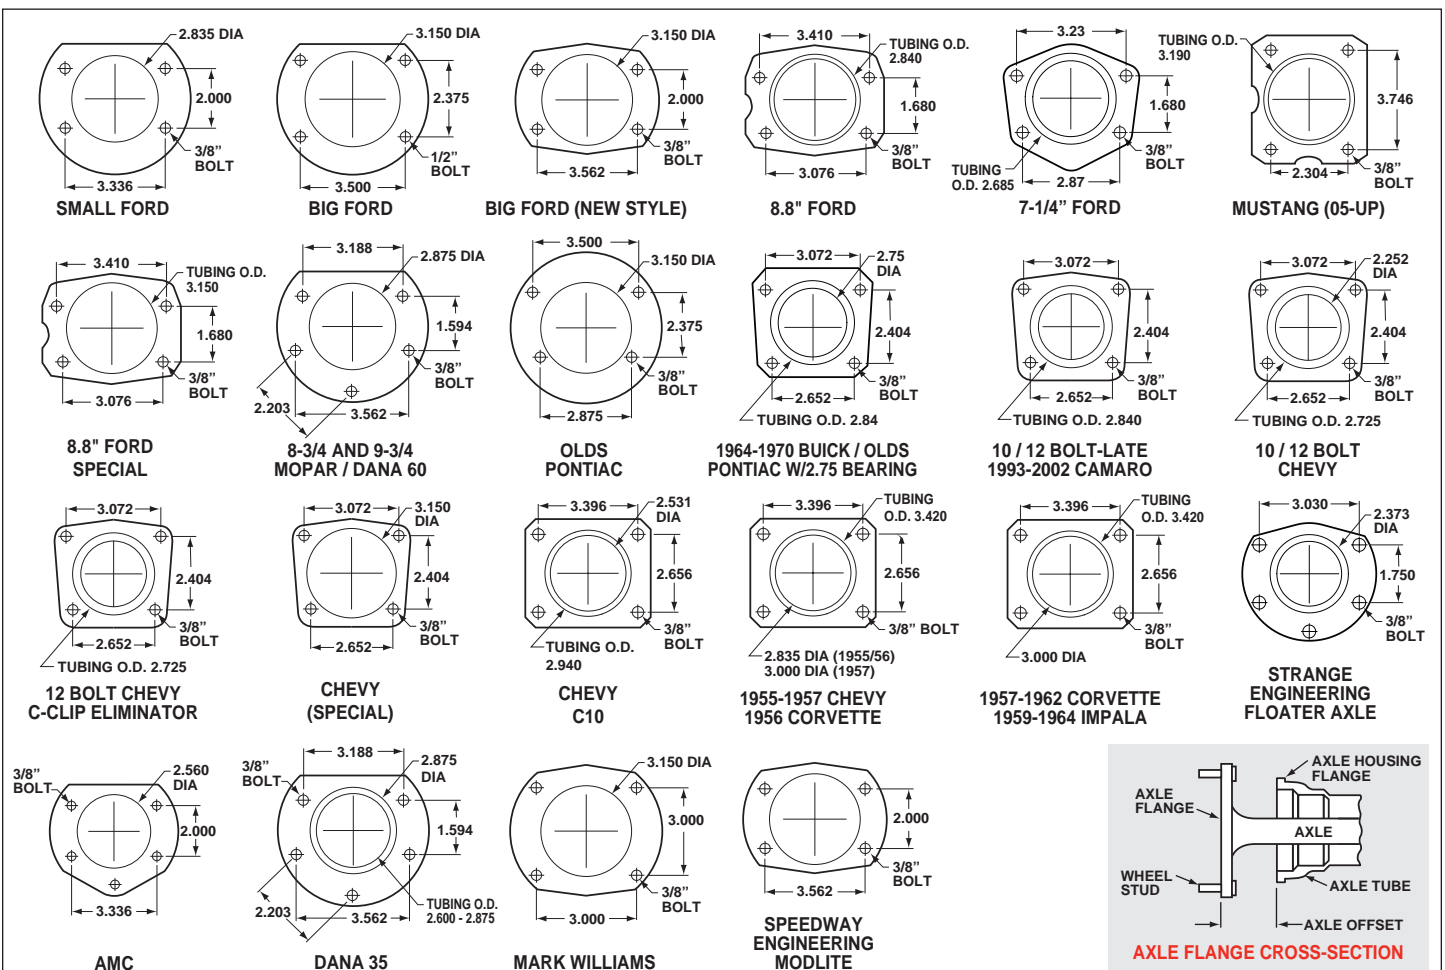 2.835 DIA
2.000
3/8”
BOLT
3.336
SMALL FORD
3.150 DIA
2.375
1/2”
BOLT
3.500
BIG FORD
3.150 DIA
2.000
3/8”
BOLT
3.562
BIG FORD (NEW STYLE)
3.410
TUBING O.D.
2.840
1.680
3/8”
BOLT
3.076
8.8" FORD
3.23
1.680
3/8”
BOLT
TUBING
O.D. 2.685
2.87
7-1/4” FORD
TUBING O.D.
3.190
3.746
3/8”
BOLT
2.304
MUSTANG (05-UP)
3.410
TUBING O.D.
3.150
1.680
3/8”
BOLT
3.076
8.8" FORD
SPECIAL
3.188
2.875 DIA
1.594
3/8”
BOLT
2.203
3.562
8-3/4 AND 9-3/4
MOPAR / DANA 60
3.500
3.150 DIA
2.375
3/8”
BOLT
2.875
OLDS
PONTIAC
3.072
2.75
DIA
2.404
3/8”
BOLT
2.652
TUBING O.D. 2.84
1964-1970 BUICK / OLDS
PONTIAC W/2.75 BEARING
3.072
2.404
3/8”
BOLT
2.652
TUBING O.D. 2.840
10 / 12 BOLT-LATE
1993-2002 CAMARO
3.072
2.252
DIA
2.404
3/8”
BOLT
2.652
TUBING O.D. 2.725
10 / 12 BOLT
CHEVY
3.072
2.404
3/8”
BOLT
2.652
TUBING O.D. 2.725
12 BOLT CHEVY
C-CLIP ELIMINATOR
3.072
3.150
DIA
2.404
3/8”
BOLT
2.652
CHEVY
(SPECIAL)
3.396
2.531
DIA
2.656
3/8”
BOLT
TUBING O.D.
2.940
CHEVY
C10
3.396
TUBING
O.D. 3.420
2.656
3/8” BOLT
2.835 DIA (1955/56)
3.000 DIA (1957)
1955-1957 CHEVY
1956 CORVETTE
3.396
TUBING
O.D. 3.420
2.656
3/8”
BOLT
3.000 DIA
1957-1962 CORVETTE
1959-1964 IMPALA
3.030
2.373
DIA
1.750
3/8”
BOLT
STRANGE
ENGINEERING
FLOATER AXLE
3/8”
BOLT
2.560
DIA
2.000
3.336
AMC
3/8”
BOLT
3.188
2.875
DIA
1.594
2.203
3.562
TUBING O.D.
2.600 - 2.875
DANA 35
3.150 DIA
3.000
3/8”
BOLT
3.000
MARK WILLIAMS
2.000
3/8”
BOLT
3.562
SPEEDWAY
ENGINEERING
MODLITE
AXLE HOUSING
FLANGE
AXLE
FLANGE
AXLE
WHEEL
STUD
AXLE TUBE
AXLE OFFSET
AXLE FLANGE CROSS-SECTION